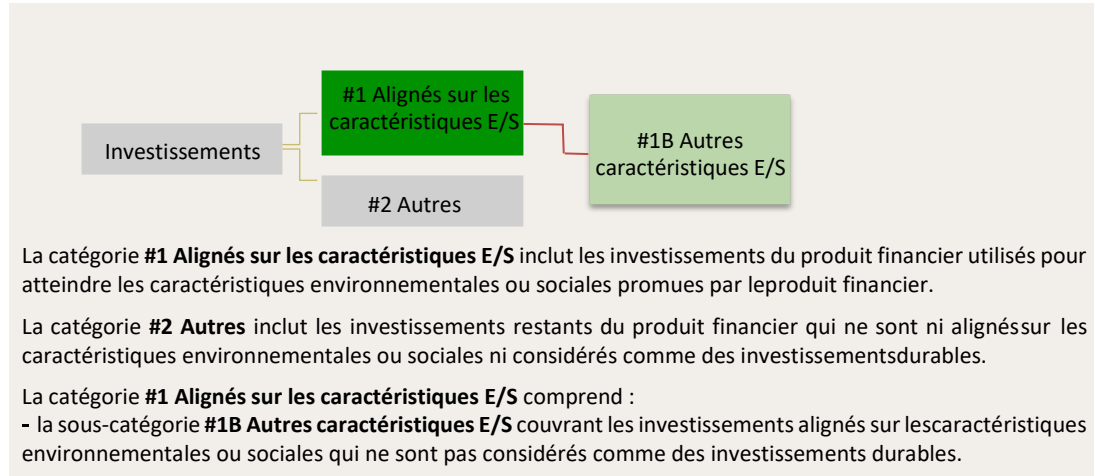 #1 Alignés sur les
caractéristiques E/S
Investissements
#1B Autres
caractéristiques E/S
#2 Autres
La catégorie #1 Alignés sur les caractéristiques E/S inclut les investissements du produit financier utilisés pour
atteindre les caractéristiques environnementales ou sociales promues par leproduit financier.
La catégorie #2 Autres inclut les investissements restants du produit financier qui ne sont ni alignéssur les
caractéristiques environnementales ou sociales ni considérés comme des investissementsdurables.
La catégorie #1 Alignés sur les caractéristiques E/S comprend :
- la sous-catégorie #1B Autres caractéristiques E/S couvrant les investissements alignés sur lescaractéristiques
environnementales ou sociales qui ne sont pas considérés comme des investissements durables.